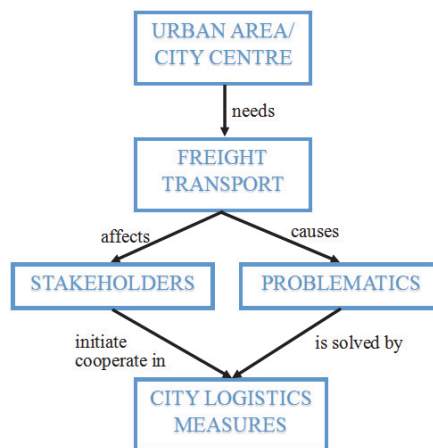 URBAN AREA/
CITY CENTRE
needs
FREIGHT
TRANSPORT
affects
causes
STAKEHOLDERS
PROBLEMATICS
initiate
cooperate in
is solved by
CITY LOGISTICS
MEASURES